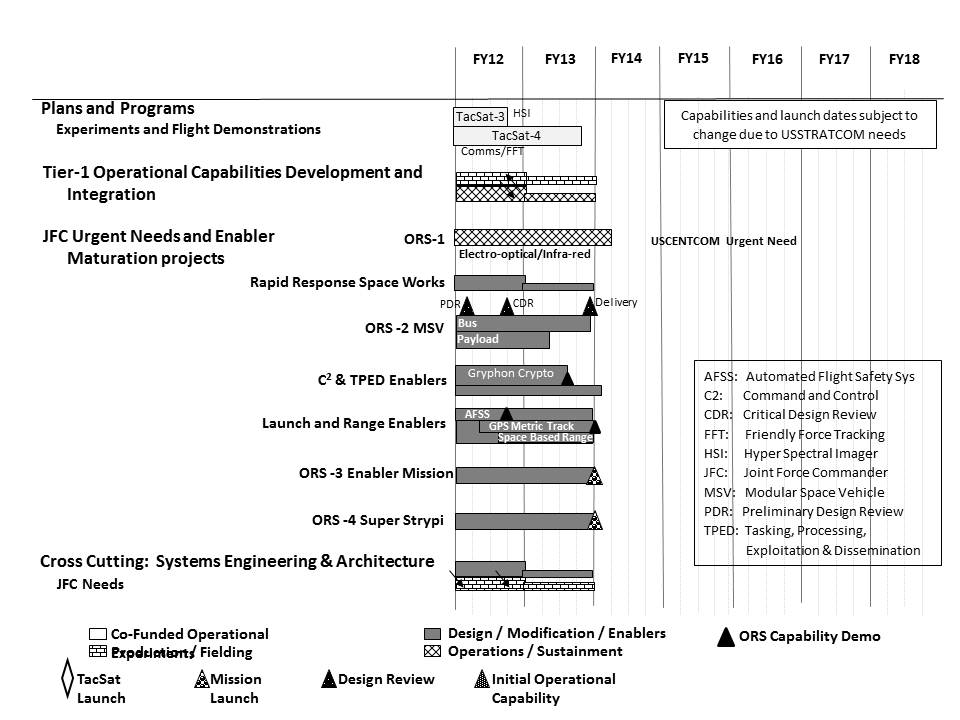 FY12 FY13 FY14 FY15 FY16 FY17 FY18
Plans and Programs
Experiments and Flight Demonstrations
TacSat-3 HSI
TacSat-4
Comms/FFT
Capabilities and launch dates subject to
change due to USSTRATCOM needs
Tier-1 Operational Capabilities Development and
Integration
JFC Urgent Needs and Enabler
Maturation projects
ORS-1
USCENTCOM Urgent Need
Electro-optical/Infra-red
Rapid Response Space Works
PDR CDR Delivery
ORS -2 MSV
Bus
Payload
C2 & TPED Enablers
Gryphon Crypto
Launch and Range Enablers
AFSS
GPS Metric Track
Space Based Range
ORS -3 Enabler Mission
ORS -4 Super Strypi
AFSS: Automated Flight Safety Sys
C2: Command and Control
CDR: Critical Design Review
FFT: Friendly Force Tracking
HSI: Hyper Spectral Imager
JFC: Joint Force Commander
MSV: Modular Space Vehicle
PDR: Preliminary Design Review
TPED: Tasking, Processing,
Exploitation & Dissemination
Cross Cutting: Systems Engineering & Architecture
JFC Needs
Co-Funded Operational
Experiments
Production / Fielding
Design / Modification / Enablers
Operations / Sustainment
ORS Capability Demo
TacSat
Launch
Mission
Launch
Design Review
Initial Operational
Capability